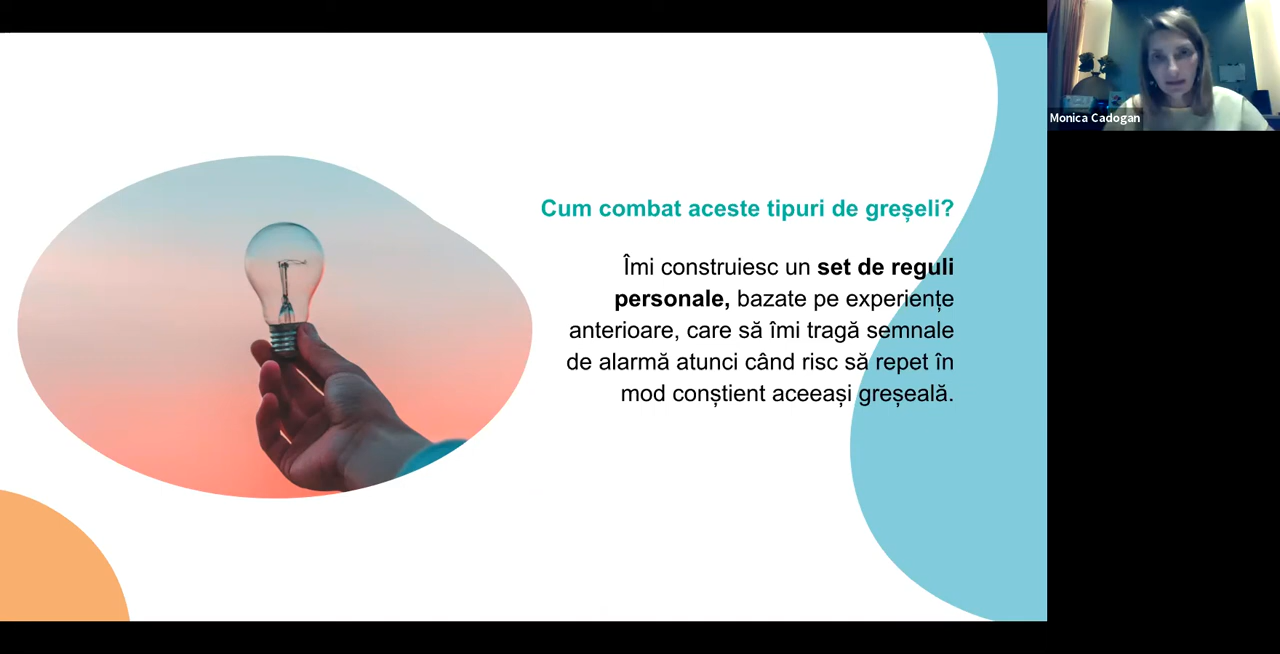 Monica Cadogan
Cum combat aceste tipuri de greșeli?
Îmi construiesc un set de reguli
personale, bazate pe experiențe
anterioare, care să îmi tragă semnale
de alarmă atunci când risc să repet în
mod conștient aceeași greșeală.